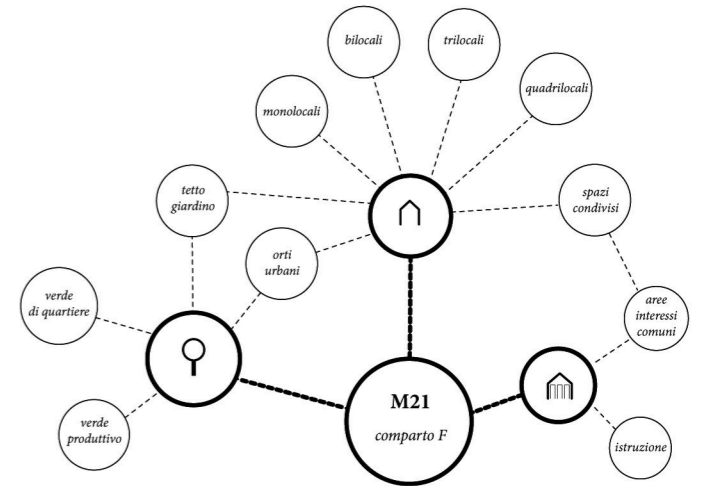 bilocali
trilocali
monolocali
quadrilocali
tetto
giardino
spazi
condivisi
orti
urbani
verde
di quartiere
aree
interessi
comuni
M21
comparto F
verde
produttivo
istruzione